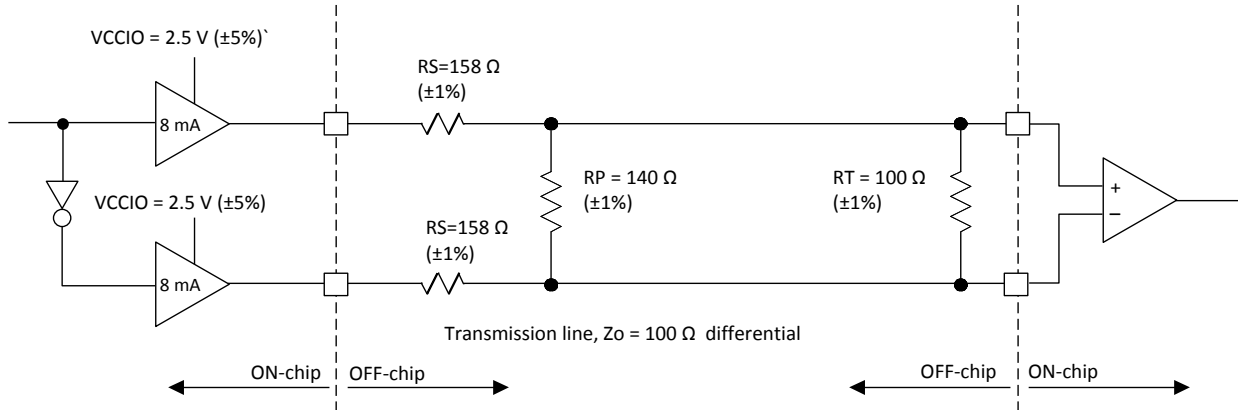 VCCIO = 2.5 V (±5%)`
8 mA
RS=158 Ω
(±1%)
RP = 140 Ω
(±1%)
RT = 100 Ω
(±1%)
+
−
VCCIO = 2.5 V (±5%)
8 mA
RS=158 Ω
(±1%)
Transmission line, Zo = 100 Ω differential
ON-chip
OFF-chip
OFF-chip
ON-chip